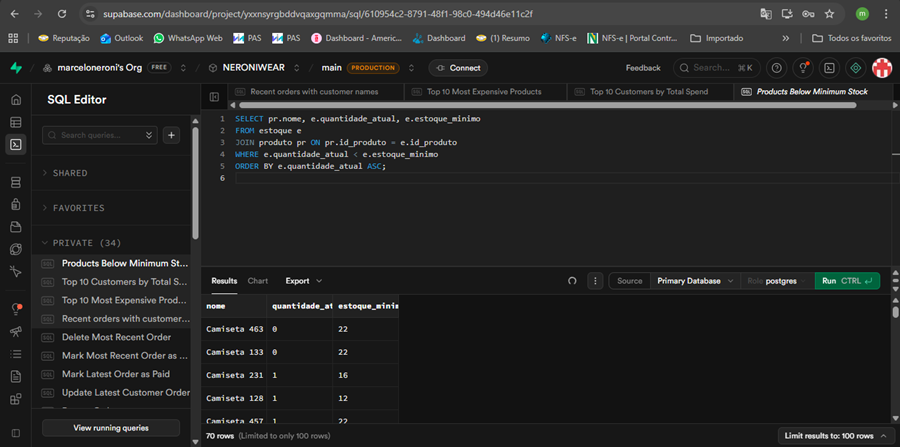 supabase.com/dashboard/project/yxxnsyrgbddvqaxgqmma/sql/610954c2-8791-48f1-98c0-494d46e11c2f
m
Reputação
Outlook
WhatsApp Web
PAS
PAS
Dashboard - Americ...
Dashboard
(1) Resumo
NFS-e
NFS-e | Portal Contr...
Importado
Todos os favoritos
marceloneroni's Org
FREE
NERONIWEAR
main
PRODUCTION
Connect
Feedback
Search...
⌘K
SQL Editor
Recent orders with customer names
Top 10 Most Expensive Products
Top 10 Customers by Total Spend
Products Below Minimum Stock
Search queries...
SHARED
FAVORITES
PRIVATE (34)
SQL Products Below Minimum St...
SQL Top 10 Customers by Total S...
SQL Top 10 Most Expensive Prod...
SQL Recent orders with customer...
SQL Delete Most Recent Order
SQL Mark Most Recent Order as ...
SQL Mark Latest Order as Paid
SQL Update Latest Customer Order
View running queries
1 SELECT pr.nome, e.quantidade_atual, e.estoque_minimo
2 FROM estoque e
3 JOIN produto pr ON pr.id_produto = e.id_produto
4 WHERE e.quantidade_atual < e.estoque_minimo
5 ORDER BY e.quantidade_atual ASC;
6
Results
Chart
Export
Source
Primary Database
Role postgres
Run CTRL
nome quantidade_at estoque_minim
Camiseta 463 0 22
Camiseta 133 0 22
Camiseta 231 1 16
Camiseta 128 1 12
Camiseta 457 1 22
70 rows (Limited to only 100 rows)
Limit results to: 100 rows